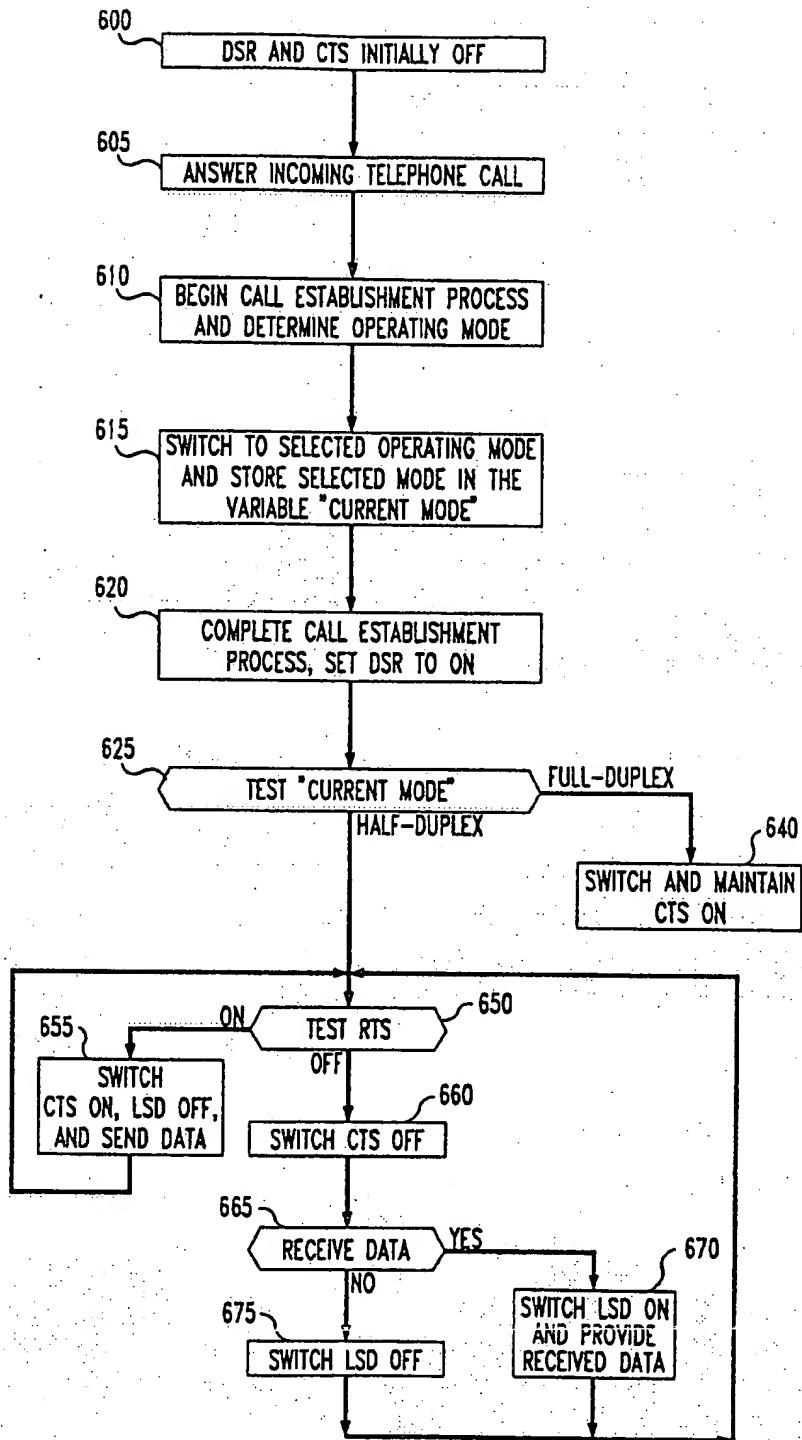 600
DSR AND CTS INITIALLY OFF
605
ANSWER INCOMING TELEPHONE CALL
610
BEGIN CALL ESTABLISHMENT PROCESS
AND DETERMINE OPERATING MODE
615
SWITCH TO SELECTED OPERATING MODE
AND STORE SELECTED MODE IN THE
VARIABLE "CURRENT MODE"
620
COMPLETE CALL ESTABLISHMENT
PROCESS, SET DSR TO ON
625
TEST "CURRENT MODE"
FULL-DUPLEX
HALF-DUPLEX
640
SWITCH AND MAINTAIN
CTS ON
650
TEST RTS
ON
OFF
655
SWITCH
CTS ON, LSD OFF,
AND SEND DATA
660
SWITCH CTS OFF
665
RECEIVE DATA
YES
NO
670
SWITCH LSD ON
AND PROVIDE
RECEIVED DATA
675
SWITCH LSD OFF